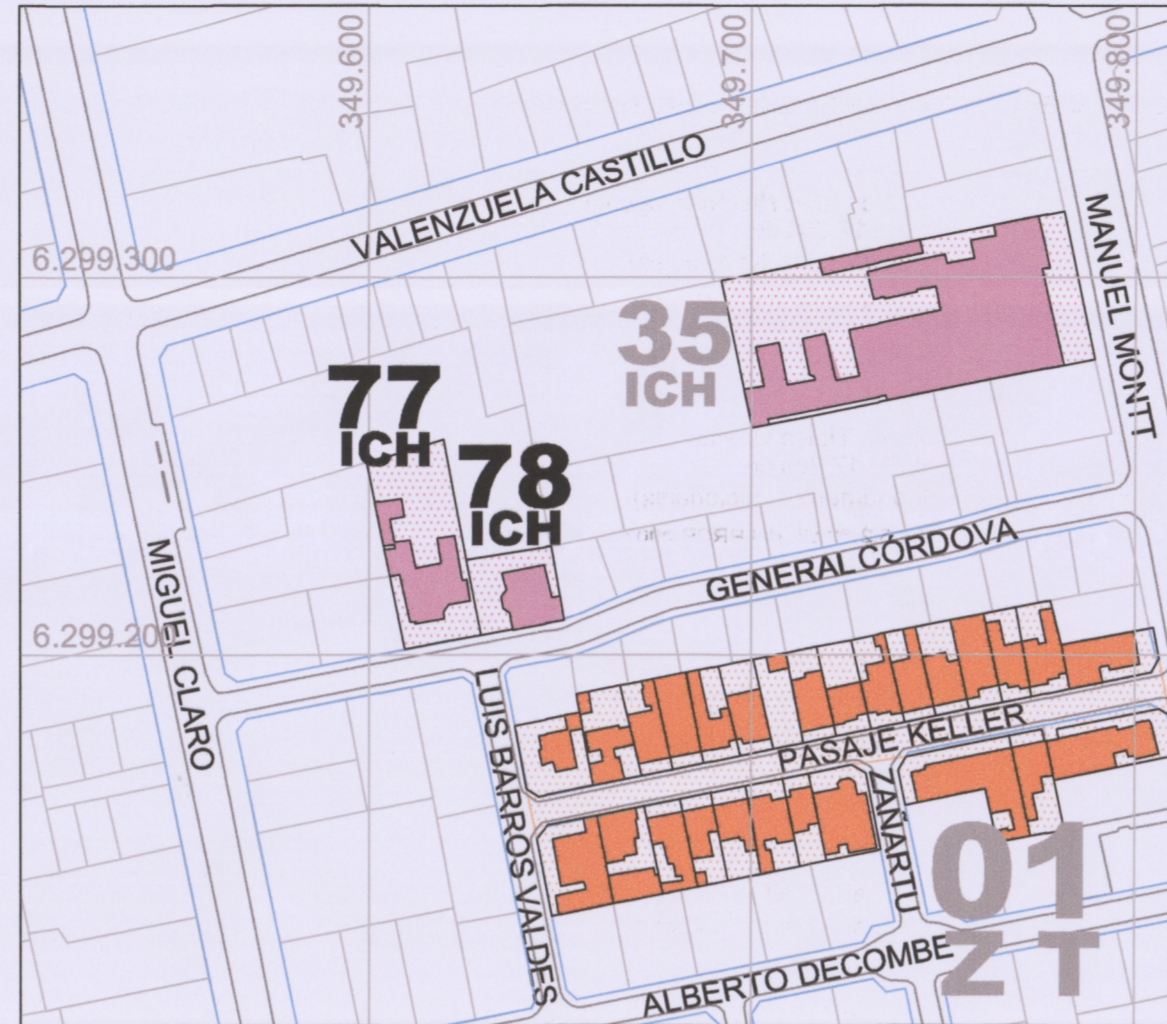 349.600
349.700
349.800
VALENZUELA CASTILLO
6.299.300
MANUEL MONTT
35
ICH
77
ICH
78
ICH
GENERAL CÓRDOVA
MIGUEL CLARO
6.299.200
LUIS BARROS VALDES
PASAJE KELLER
ZAÑARTU
01
Z T
ALBERTO DECOMBE